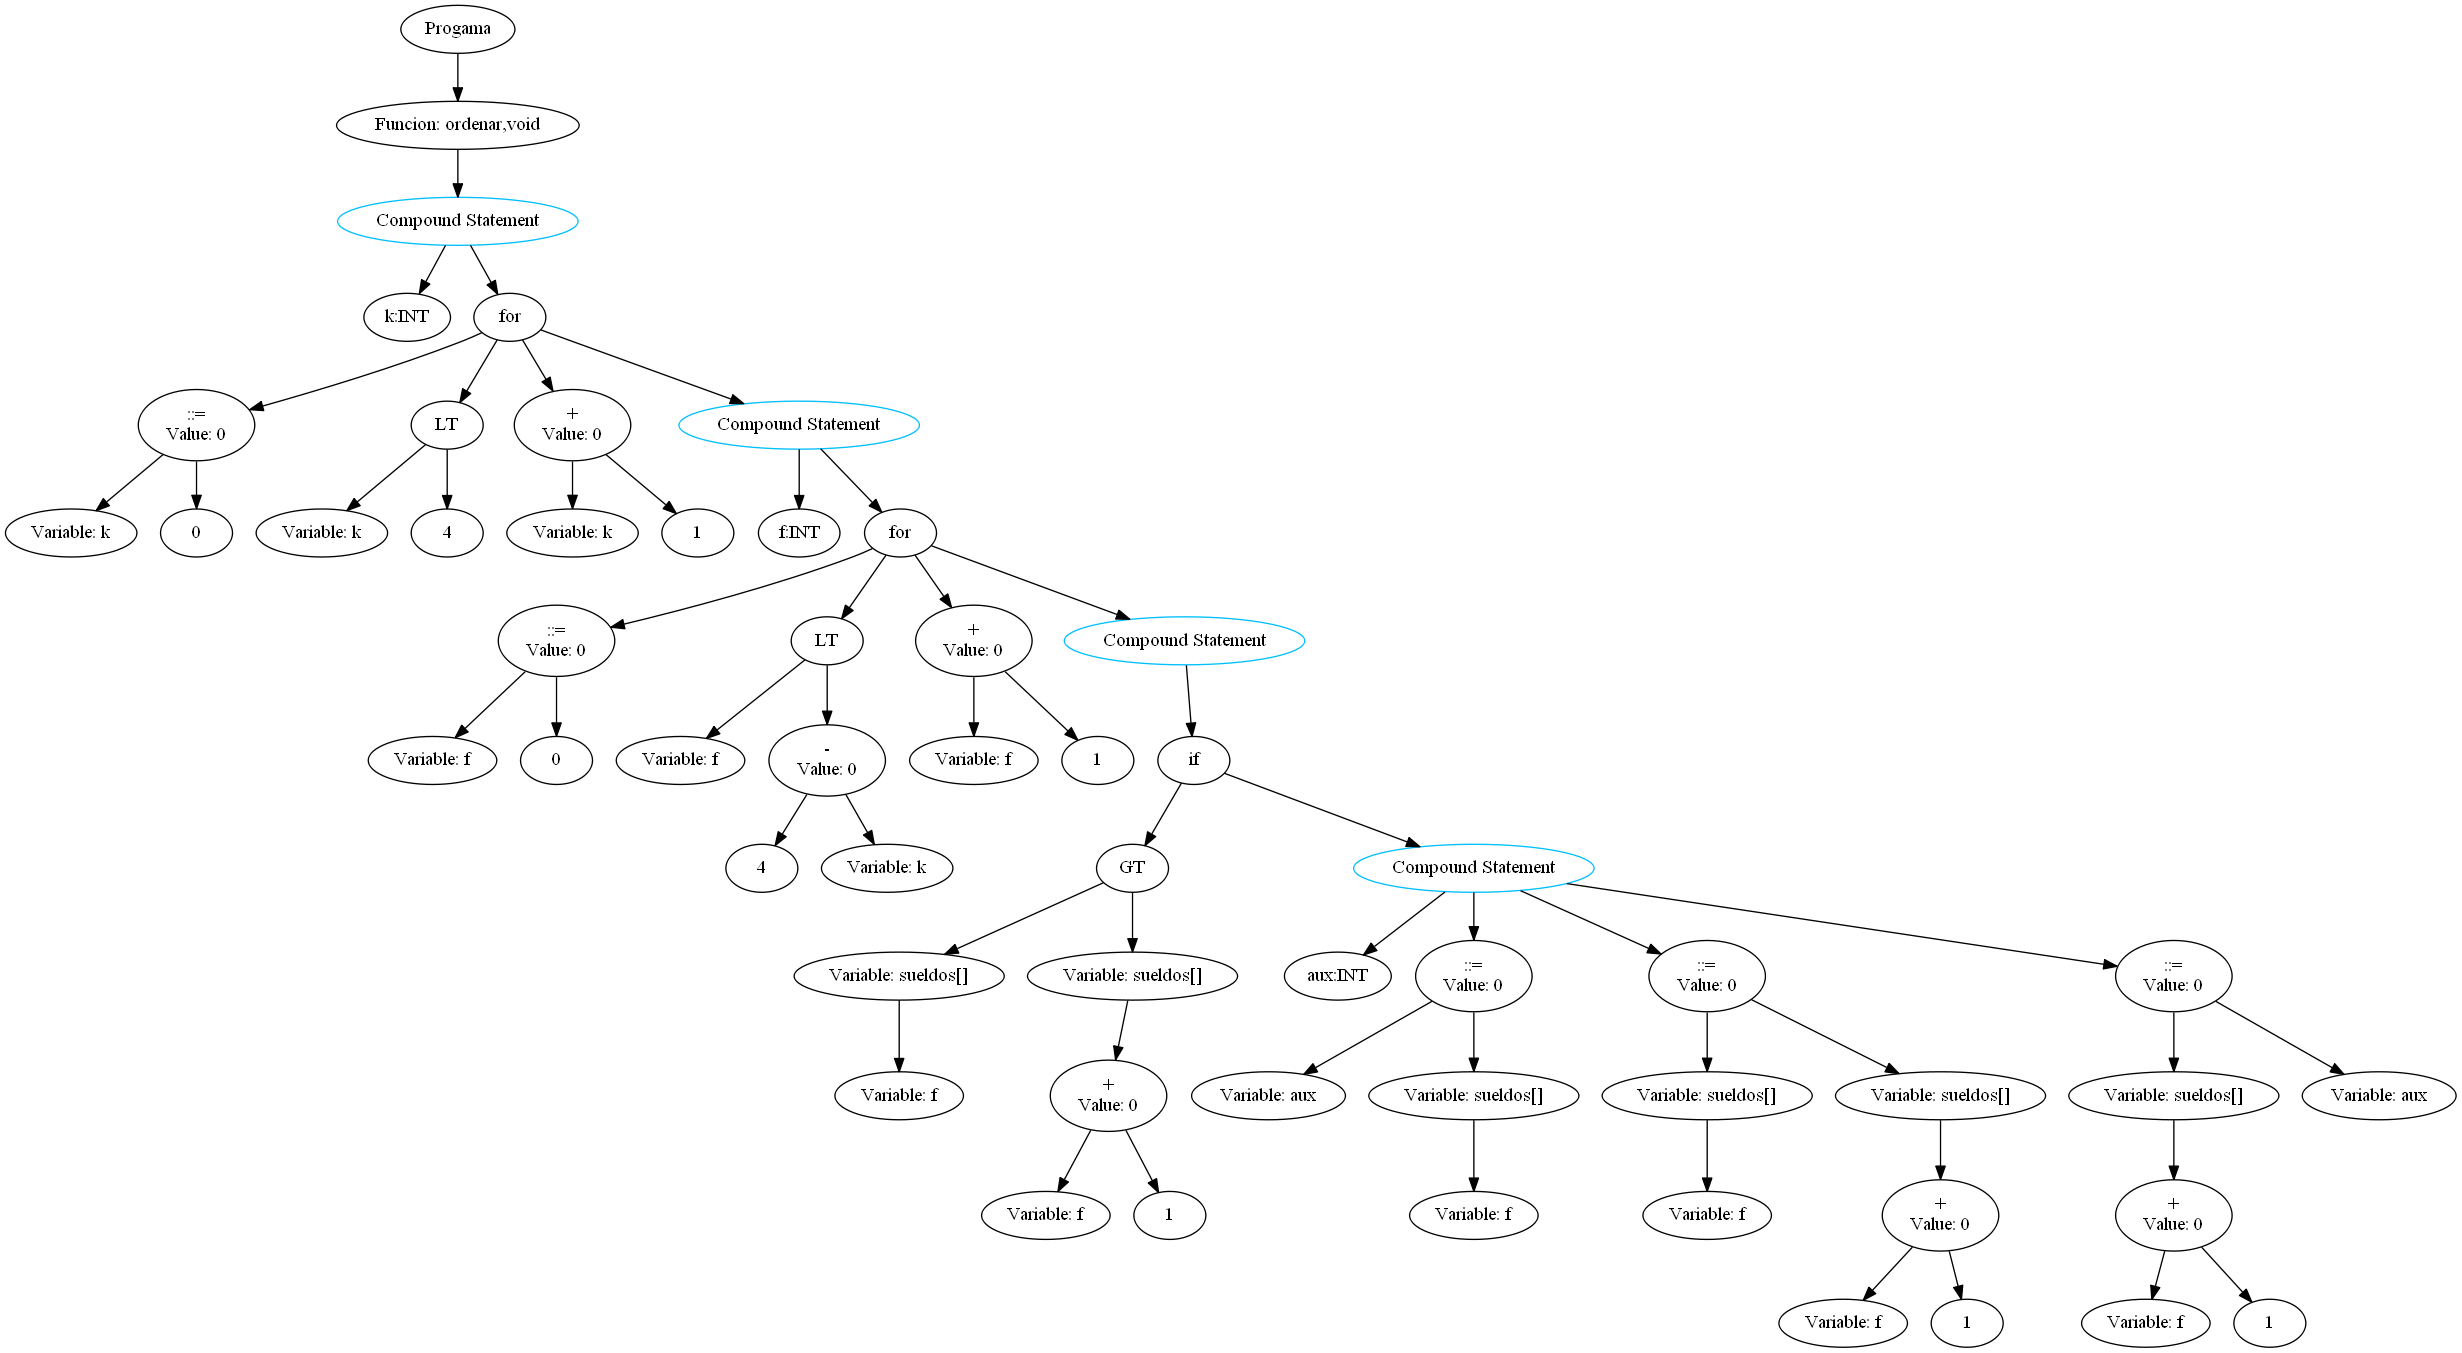 Progama
Funcion: ordenar,void
Compound Statement
k:INT
for
::=
Value: 0
LT
+
Value: 0
Compound Statement
Variable: k
0
Variable: k
4
Variable: k
1
f:INT
for
::=
Value: 0
LT
+
Value: 0
Compound Statement
Variable: f
0
Variable: f
-
Value: 0
Variable: f
1
if
4
Variable: k
GT
Compound Statement
Variable: sueldos[]
Variable: sueldos[]
aux:INT
::=
Value: 0
::=
Value: 0
::=
Value: 0
Variable: f
+
Value: 0
Variable: aux
Variable: sueldos[]
Variable: sueldos[]
Variable: sueldos[]
Variable: sueldos[]
Variable: aux
Variable: f
1
Variable: f
Variable: f
+
Value: 0
+
Value: 0
Variable: f
1
Variable: f
1